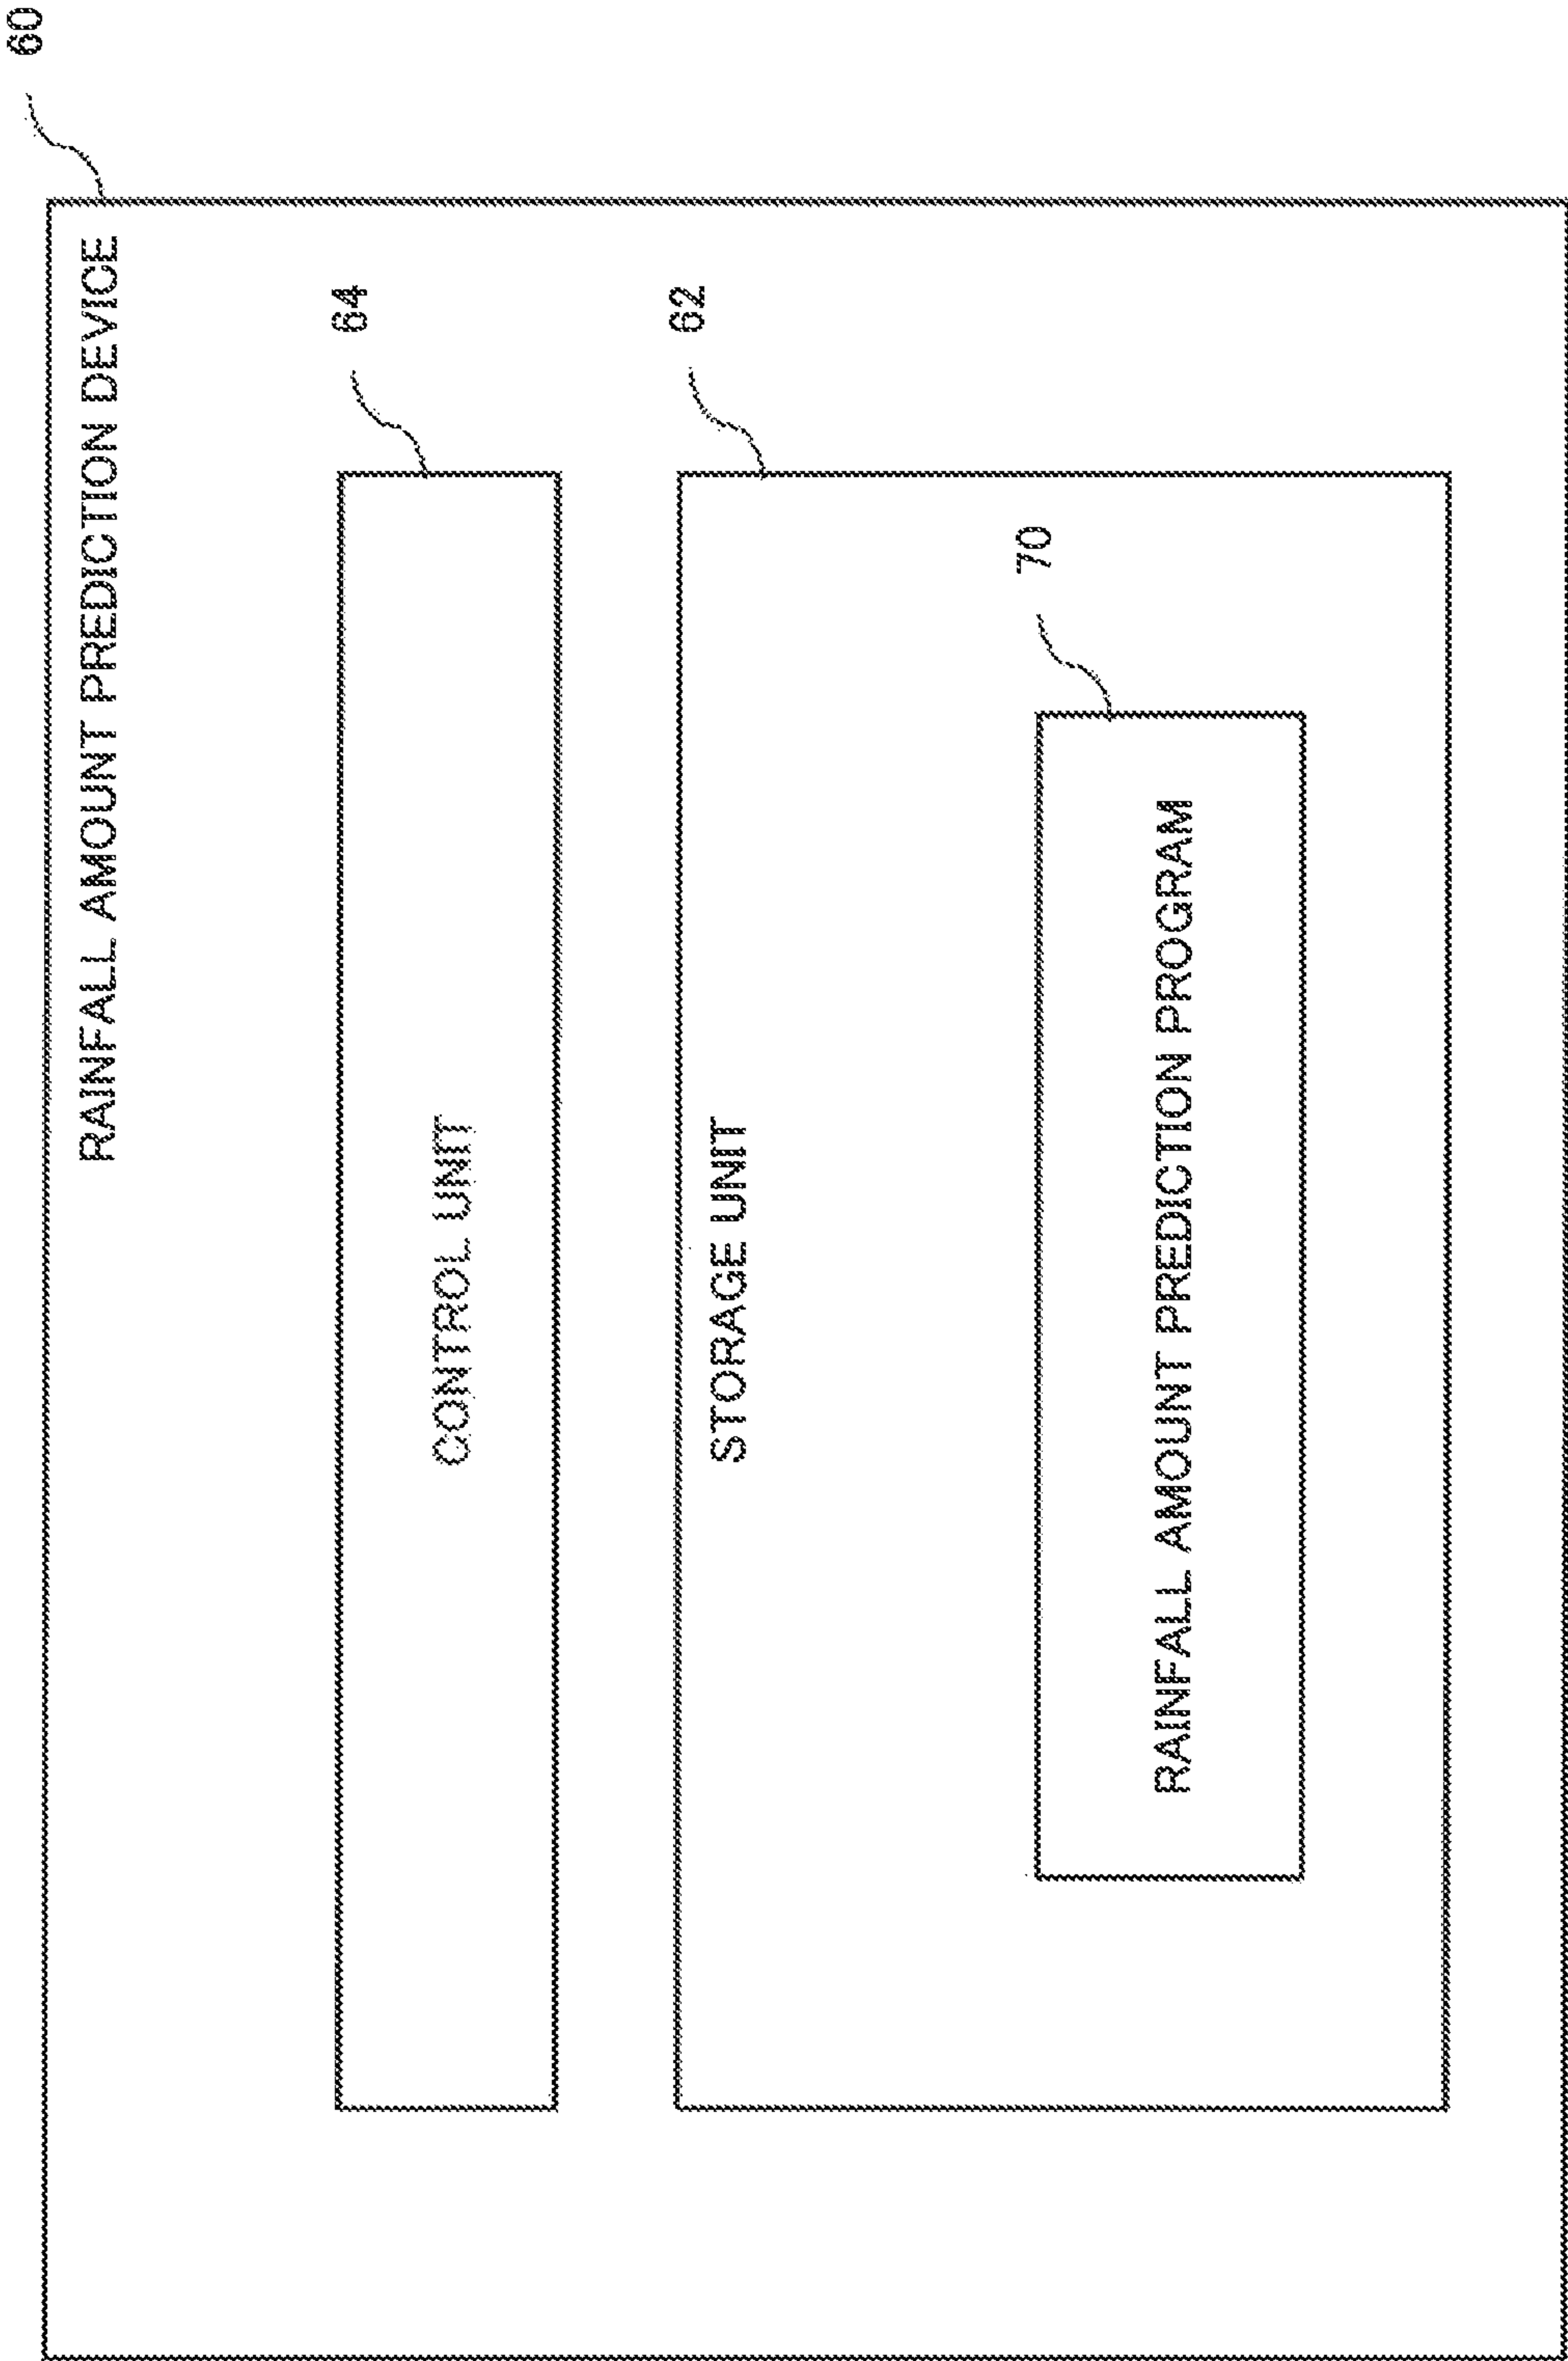 60
RAINFALL AMOUNT PREDICTION DEVICE
64
CONTROL UNIT
62
STORAGE UNIT
70
RAINFALL AMOUNT PREDICTION PROGRAM